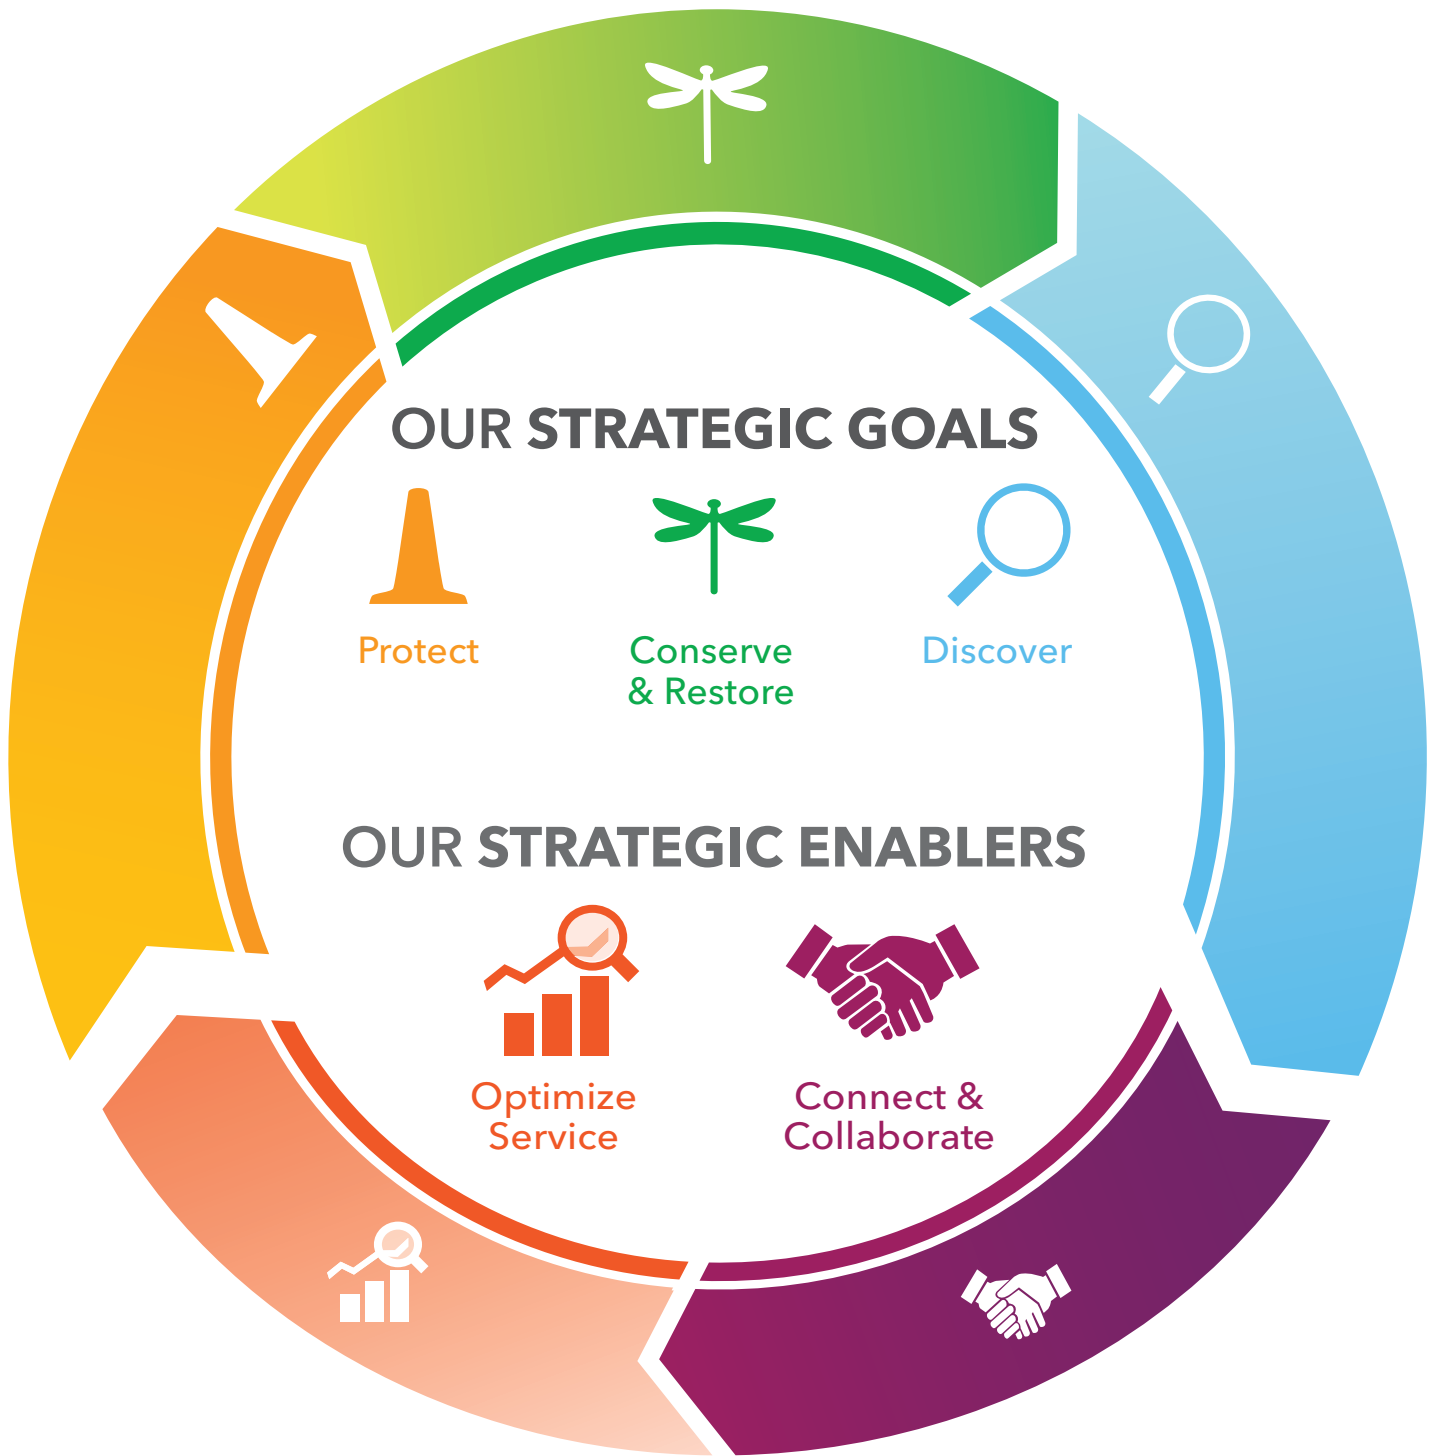 OUR STRATEGIC GOALS
Protect
Conserve
& Restore
Discover
OUR STRATEGIC ENABLERS
Optimize
Service
Connect &
Collaborate